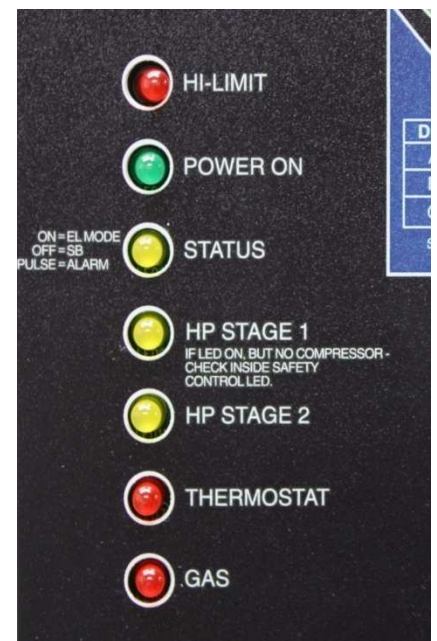 HI-LIMIT
POWER ON
ON=EL MODE
OFF=SB
PULSE=ALARM
STATUS
HP STAGE 1
IF LED ON, BUT NO COMPRESSOR -
CHECK INSIDE SAFETY
CONTROL LED.
HP STAGE 2
THERMOSTAT
GAS
D